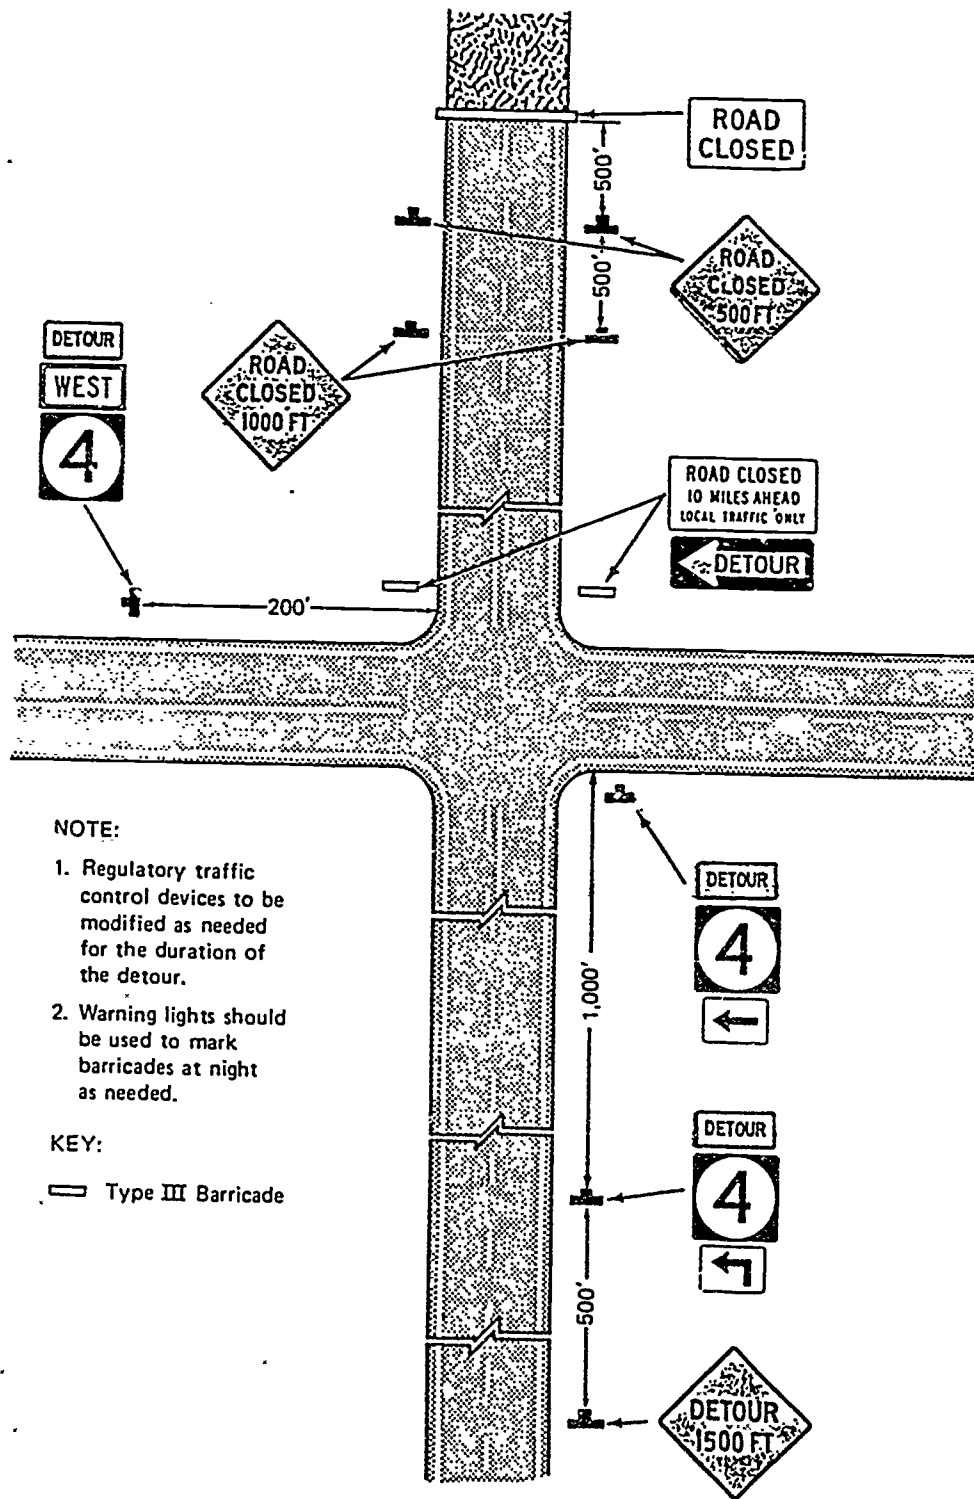 ROAD
CLOSED
500'
ROAD
CLOSED
500 FT
500'
DETOUR
WEST
4
ROAD
CLOSED
1000 FT
ROAD CLOSED
10 MILES AHEAD
LOCAL TRAFFIC ONLY
DETOUR
200'
NOTE:
1. Regulatory traffic
control devices to be
modified as needed
for the duration of
the detour.
2. Warning lights should
be used to mark
barricades at night
as needed.
KEY:
Type III Barricade
DETOUR
4
1,000'
DETOUR
4
500'
DETOUR
1500 FT